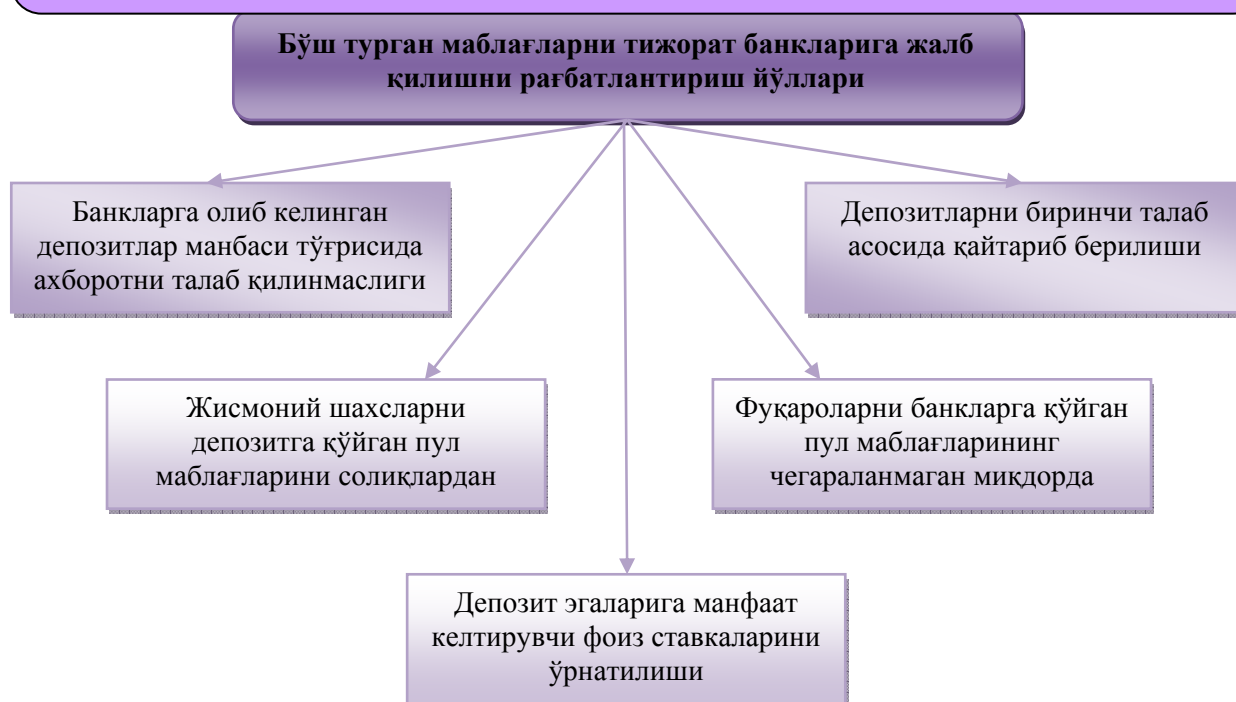 Бўш турган маблағларни тижорат банкларига жалб
қилишни рағбатлантириш йўллари
Банкларга олиб келинган
депозитлар манбаси тўғрисида
ахборотни талаб қилинмаслиги
Депозитларни биринчи талаб
асосида қайтариб берилиши
Жисмоний шахсларни
депозитга қўйган пул
маблағларини солиқлардан
Фуқароларни банкларга қўйган
пул маблағларининг
чегараланмаган миқдорда
Депозит эгаларига манфаат
келтирувчи фоиз ставкаларини
ўрнатилиши